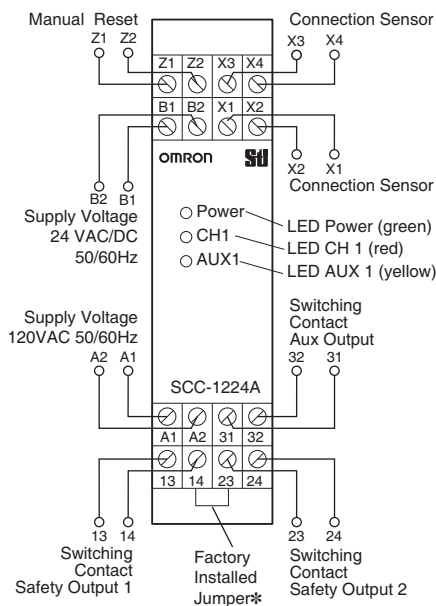 Manual Reset
Z1 Z2
Connection Sensor
X3 X4
Z1 Z2 X3 X4
B1 B2 X1 X2
OMRON STI
B2 B1
Supply Voltage
24 VAC/DC
50/60Hz
X2 X1
Connection Sensor
Power
CH1
AUX1
LED Power (green)
LED CH 1 (red)
LED AUX 1 (yellow)
Supply Voltage
120VAC 50/60Hz
A2 A1
Switching
Contact
Aux Output
32 31
SCC-1224A
A1 A2 31 32
13 14 23 24
13 14
Switching
Contact
Safety Output 1
Factory
Installed
Jumper*
23 24
Switching
Contact
Safety Output 2